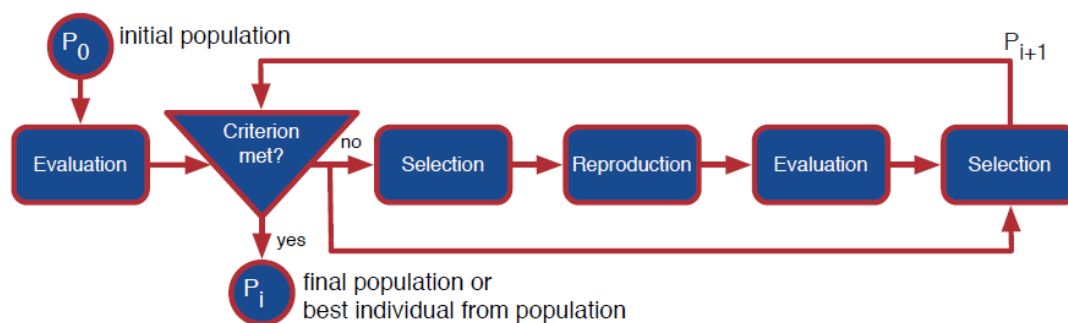 P0
initial population
Pi+1
Evaluation
Criterion
met?
no
Selection
Reproduction
Evaluation
Selection
yes
Pi
final population or
best individual from population